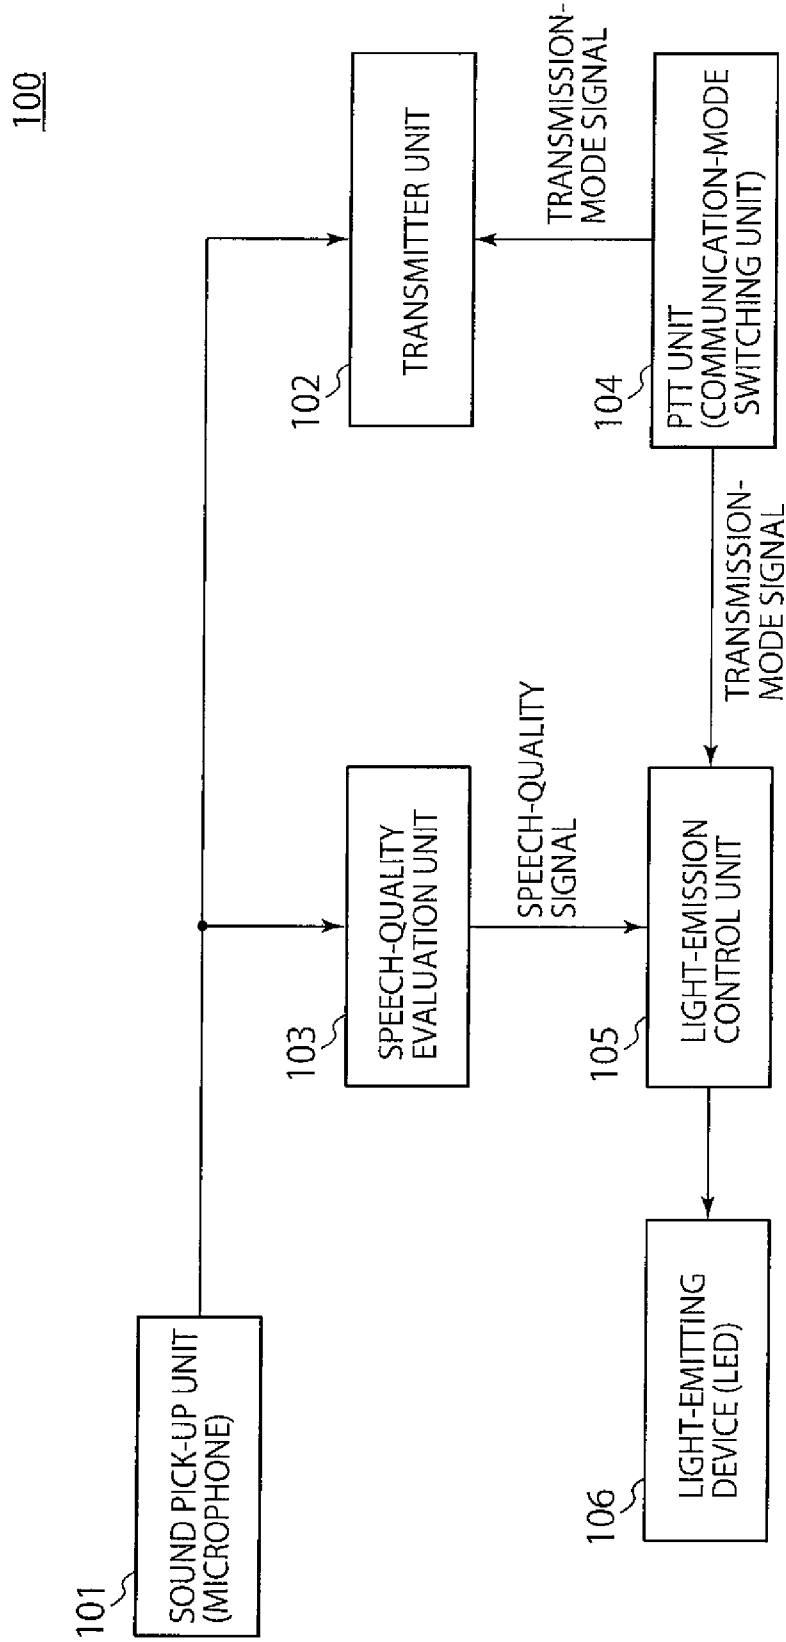 100
101
SOUND PICK-UP UNIT
(MICROPHONE)
102
TRANSMITTER UNIT
103
SPEECH-QUALITY
EVALUATION UNIT
SPEECH-QUALITY
SIGNAL
TRANSMISSION-
MODE SIGNAL
106
LIGHT-EMITTING
DEVICE (LED)
105
LIGHT-EMISSION
CONTROL UNIT
TRANSMISSION-
MODE SIGNAL
104
PTT UNIT
(COMMUNICATION-MODE
SWITCHING UNIT)